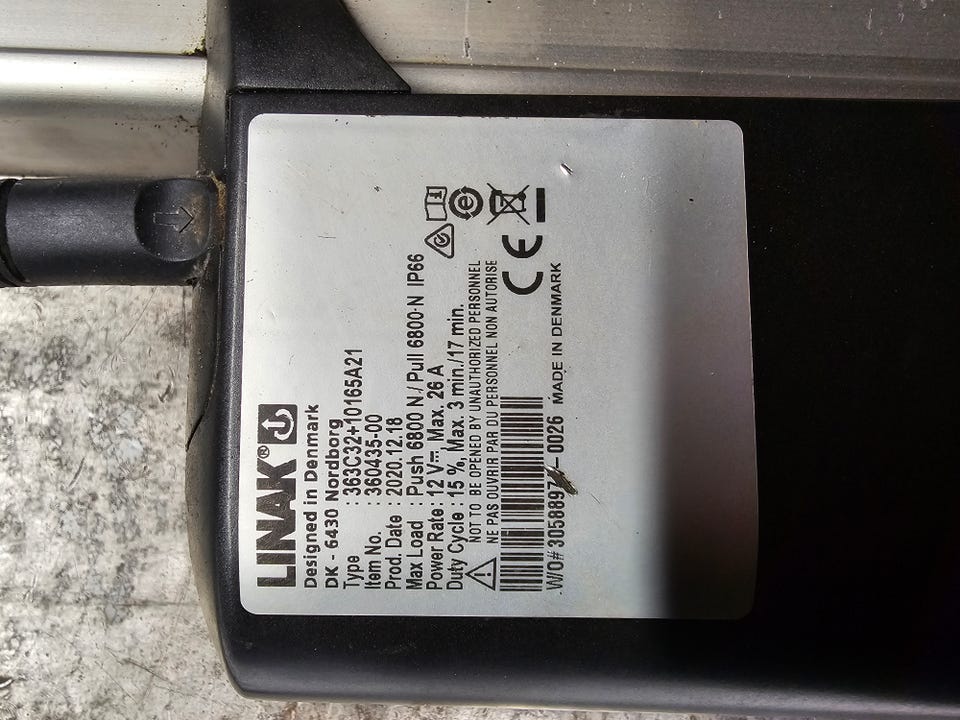 LINAK®
Designed in Denmark
DK - 6430 Nordborg
Type : 363C32+10165A21
Item No. : 360435-00
Prod. Date : 2020.12.18
Max Load : Push 6800 N / Pull 6800 N IP66
Power Rate : 12 V⎓, Max. 26 A
Duty Cycle : 15 %, Max. 3 min./17 min.
NOT TO BE OPENED BY UNAUTHORIZED PERSONNEL
NE PAS OUVRIR PAR DU PERSONNEL NON AUTORISE
CE
W/O# 0026 MADE IN DENMARK